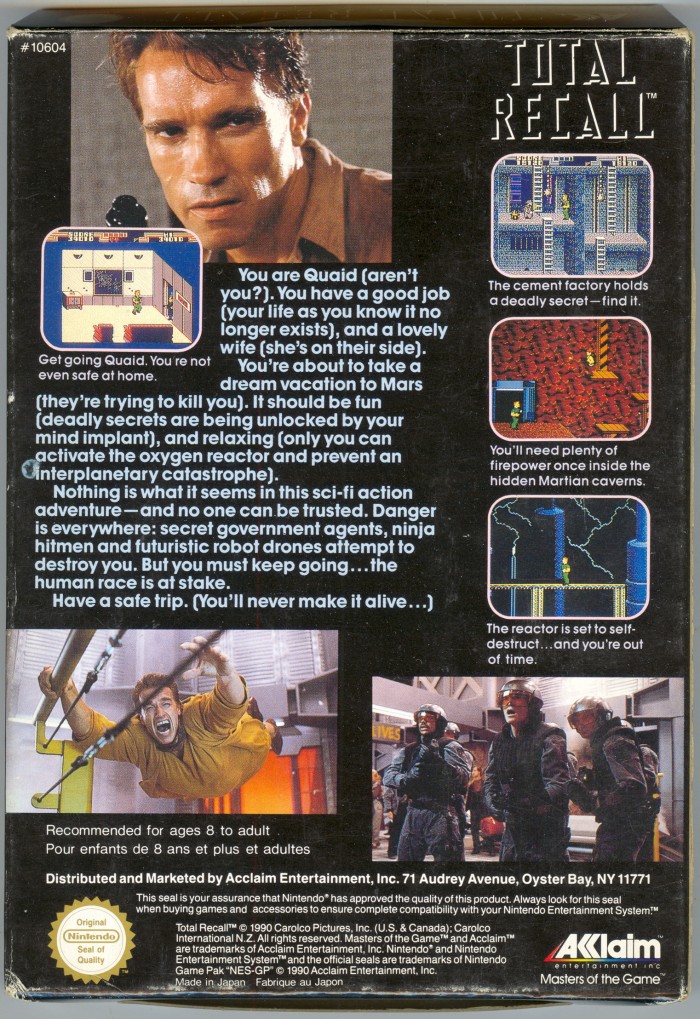 #10604
TOTAL
RECALL™
The cement factory holds
a deadly secret—find it.
Get going Quaid. You're not
even safe at home.
You are Quaid (aren't
you?). You have a good job
(your life as you know it no
longer exists), and a lovely
wife (she's on their side).
You're about to take a
dream vacation to Mars
(they're trying to kill you). It should be fun
(deadly secrets are being unlocked by your
mind implant), and relaxing (only you can
activate the oxygen reactor and prevent an
interplanetary catastrophe).
Nothing is what it seems in this sci-fi action
adventure—and no one can be trusted. Danger
is everywhere: secret government agents, ninja
hitmen and futuristic robot drones attempt to
destroy you. But you must keep going...the
human race is at stake.
Have a safe trip. (You'll never make it alive...)
You'll need plenty of
firepower once inside the
hidden Martian caverns.
The reactor is set to self-
destruct...and you're out
of time.
Recommended for ages 8 to adult
Pour enfants de 8 ans et plus et adultes
Distributed and Marketed by Acclaim Entertainment, Inc. 71 Audrey Avenue, Oyster Bay, NY 11771
This seal is your assurance that Nintendo® has approved the quality of this product. Always look for this seal
when buying games and accessories to ensure complete compatibility with your Nintendo Entertainment System.™
Original
Nintendo
Seal of
Quality
™
Total Recall™ © 1990 Carolco Pictures, Inc. (U.S. & Canada); Carolco
International N.Z. All rights reserved. Masters of the Game™ and Acclaim™
are trademarks of Acclaim Entertainment, Inc. Nintendo® and Nintendo
Entertainment System™ and the official seals are trademarks of Nintendo
Game Pak "NES-GP" © 1990 Acclaim Entertainment, Inc.
Made in Japan Fabrique au Japon
Acclaim™
entertainment inc
Masters of the Game™